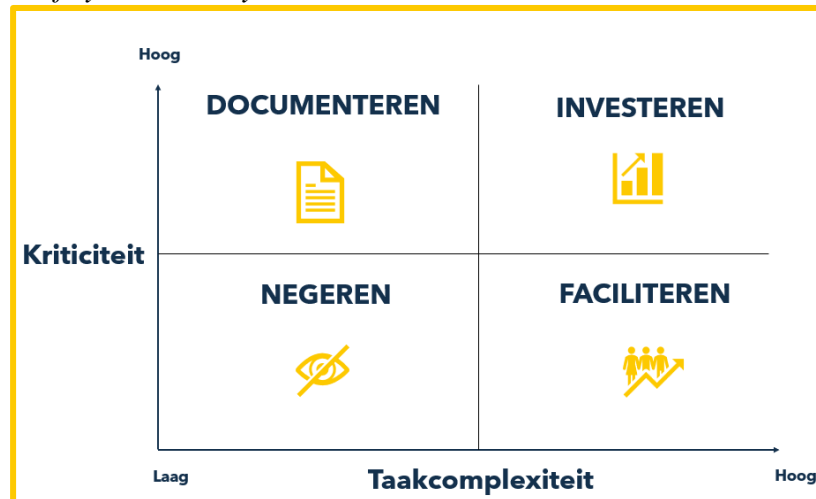 Hoog
DOCUMENTEREN
INVESTEREN
Kriticiteit
NEGEREN
FACILITEREN
Laag
Taakcomplexiteit
Hoog